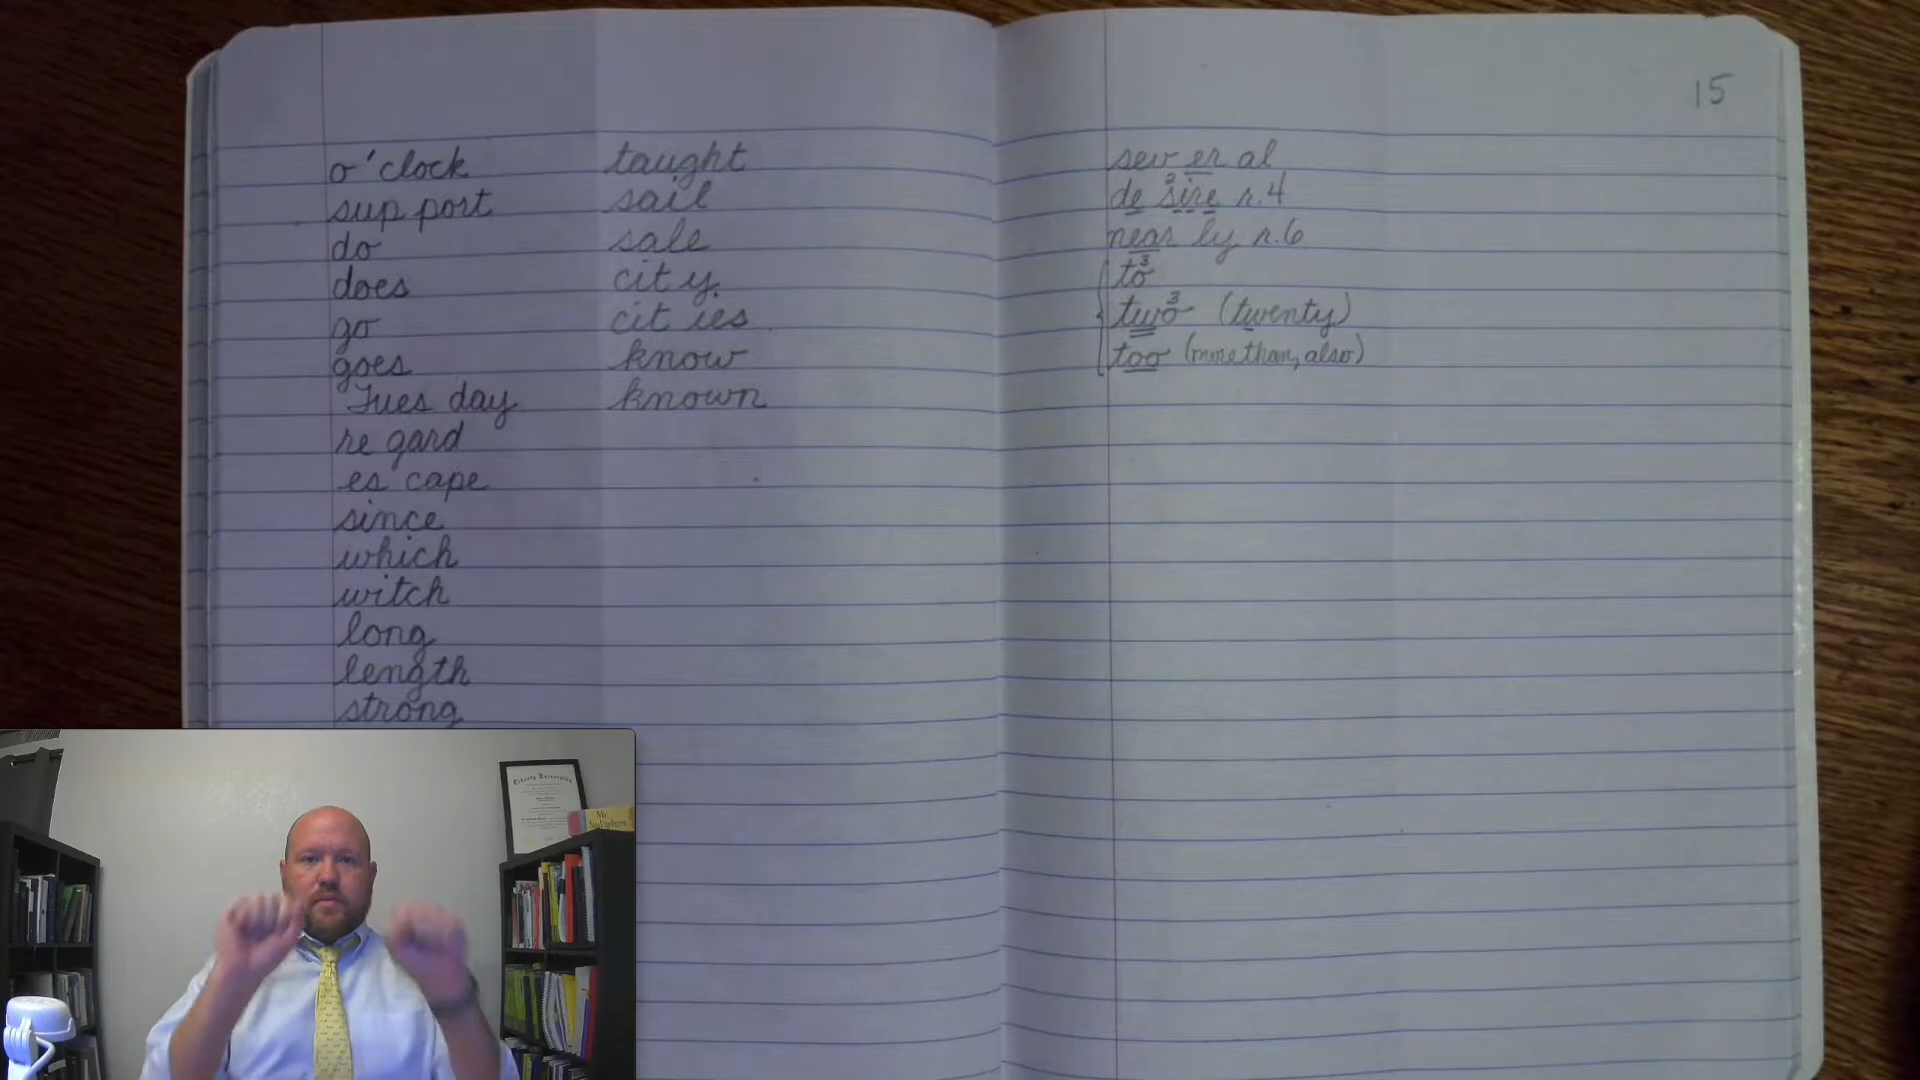 15
o'clock
sup port
do
does
go
goes
Tues day
re gard
es cape
since
which
witch
long
length
strong
taught
sail
sale
cit y
cit ies
know
known
sev er al
de sire r.4
near ly r.6
to
two (twenty)
too (more than, also)